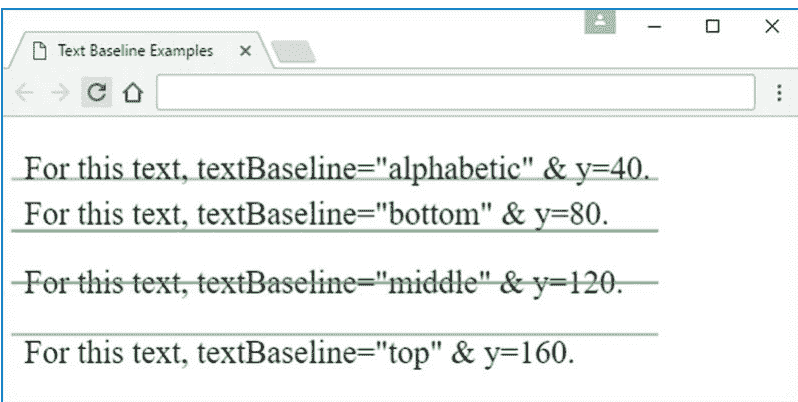 Text Baseline Examples
For this text, textBaseline="alphabetic" & y=40.
For this text, textBaseline="bottom" & y=80.
For this text, textBaseline="middle" & y=120.
For this text, textBaseline="top" & y=160.